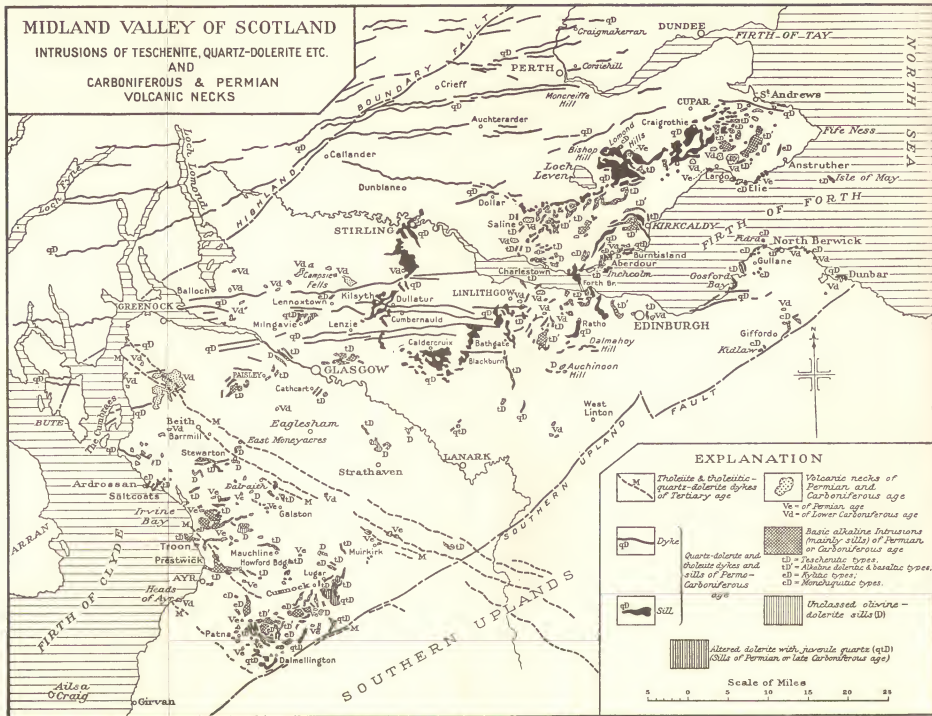 MIDLAND VALLEY OF SCOTLAND
INTRUSIONS OF TESCHENITE, QUARTZ-DOLERITE ETC.
AND
CARBONIFEROUS & PERMIAN
VOLCANIC NECKS
Craigmakerran
DUNDEE
FIRTH-OF-TAY
NORTH SEA
PERTH
Corsiehill
BOUNDARY FAULT
Crieff
Moncreiffe
Hill
CUPAR
St Andrews
Auchterarder
Craigrothie
Fife Ness
Lomond
Hills
Bishop
Hill
Callander
Loch
Leven
Anstruther
Largo
Elie
Isle of May
Loch Fyne
Loch Lomond
HIGHLAND
Dunblane
Dollar
Saline
STIRLING
KIRKCALDY
FIRTH OF FORTH
Burntisland
Aberdour
Inchcolm
Fidra
North Berwick
Gullane
Charlestown
Forth Br.
Gosford
Bay
Dunbar
Balloch
Campsie
Fells
Kilsyth
Lennoxtown
Dullatur
LINLITHGOW
GREENOCK
Cumbernauld
Milngavie
Lenzie
Ratho
EDINBURGH
Gifford
Kidlaw
Caldercruix
Bathgate
Dalmahoy
Hill
Blackburn
GLASGOW
Auchinoon
Hill
PAISLEY
Cathcart
BUTE
The Cumbraes
Eaglesham
West
Linton
Beith
Barrmill
East Moneyacres
Stewarton
LANARK
Strathaven
SOUTHERN UPLAND FAULT
Ardrossan
Saltcoats
Dalraith
Irvine
Bay
Galston
ARRAN
Troon
Prestwick
Mauchline
Howford Bdg.
Muirkirk
AYR
Lugar
Cumnock
Heads
of Ayr
FIRTH OF CLYDE
Patna
Dalmellington
SOUTHERN UPLANDS
Ailsa
Craig
Girvan
EXPLANATION
M
Tholeiite & tholeiitic-
quartz-dolerite dykes
of Tertiary age
Volcanic necks of
Permian and
Carboniferous age
Ve = of Permian age
Vd = of Lower Carboniferous age
qD
Dyke
qD
Sill
Quartz-dolerite and
tholeiite dykes and
sills of Permo-
Carboniferous
age
Basic alkaline Intrusions
(mainly sills) of Permian
or Carboniferous age
tD = Teschenitic types.
tD' = Alkaline doleritic & basaltic types.
eD = Kylitic types;
cD = Monchiquitic types.
Unclassed olivine-
dolerite sills (D)
Altered dolerite with juvenile quartz (qtD)
(Sills of Permian or late Carboniferous age)
Scale of Miles
5 0 5 10 15 20 25